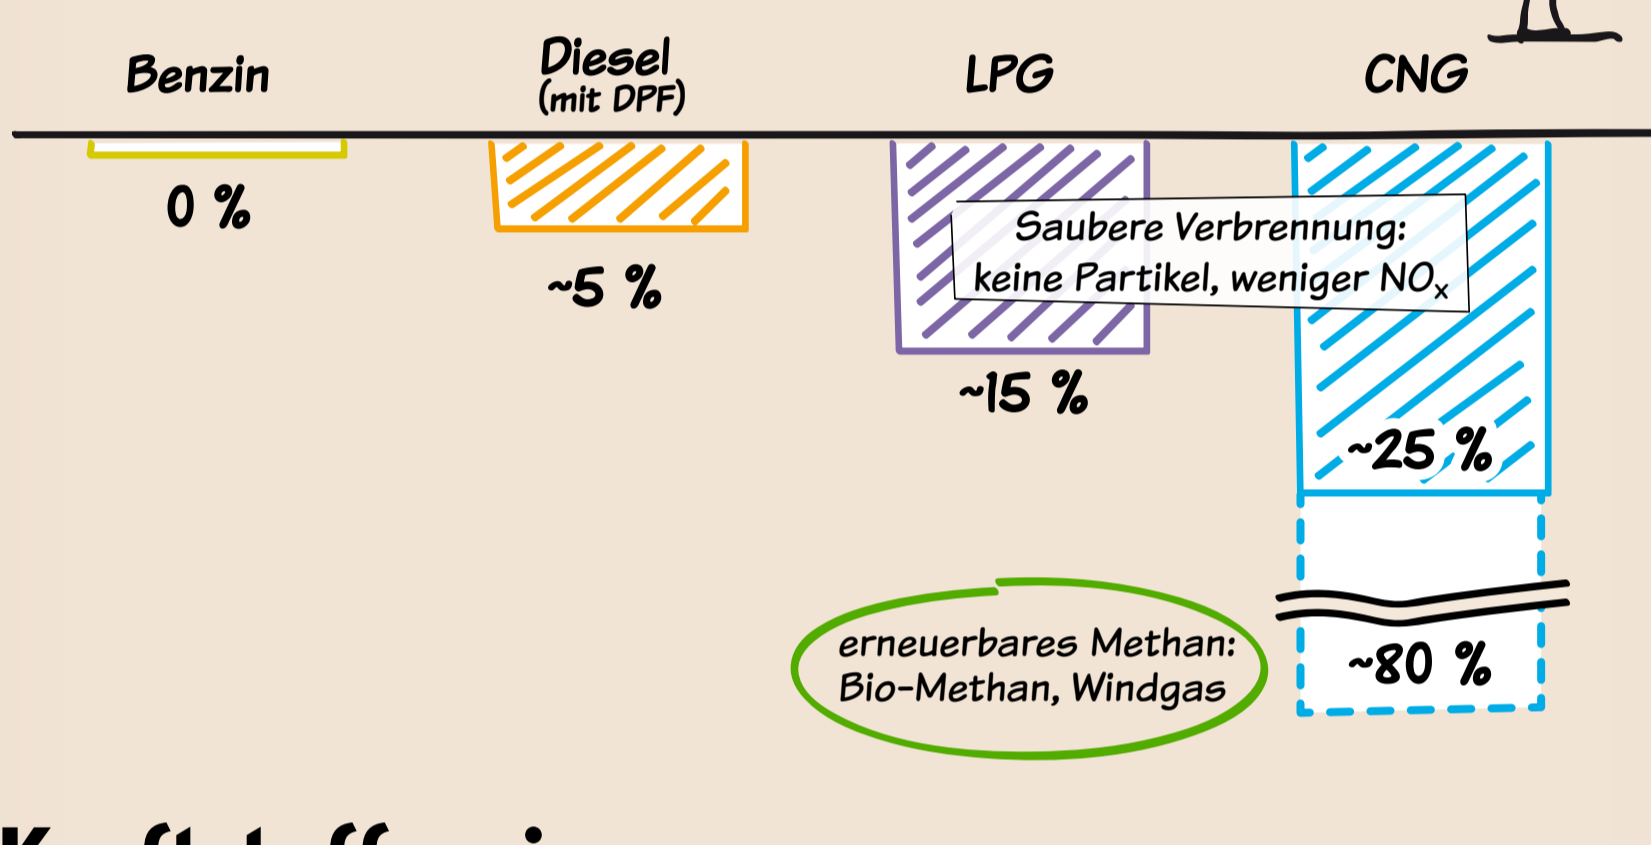 Benzin
Diesel
(mit DPF)
LPG
CNG
0 %
~5 %
~15 %
Saubere Verbrennung:
keine Partikel, weniger NOx
~25 %
erneuerbares Methan:
Bio-Methan, Windgas
~80 %